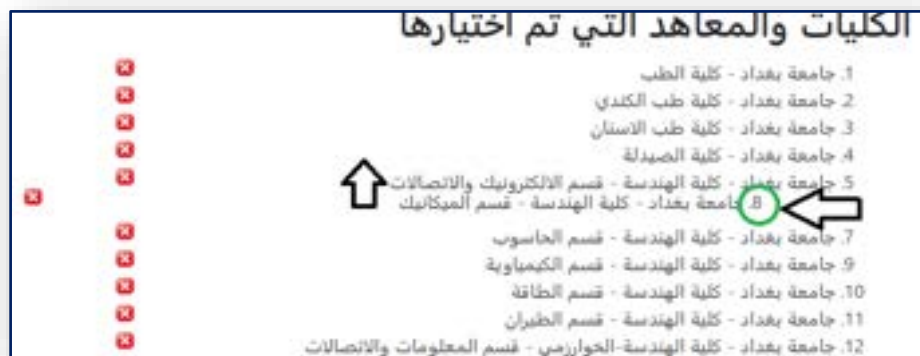 الكليات والمعاهد التي تم اختيارها
1. جامعة بغداد - كلية الطب
2. جامعة بغداد - كلية طب الكندي
3. جامعة بغداد - كلية طب الاسنان
4. جامعة بغداد - كلية الصيدلة
5. جامعة بغداد - كلية الهندسة - قسم الالكترونيك والاتصالات
8. جامعة بغداد - كلية الهندسة - قسم الميكانيك
7. جامعة بغداد - كلية الهندسة - قسم الحاسوب
9. جامعة بغداد - كلية الهندسة - قسم الكيمياوية
10. جامعة بغداد - كلية الهندسة - قسم الطاقة
11. جامعة بغداد - كلية الهندسة - قسم الطيران
12. جامعة بغداد - كلية الهندسة-الخوارزمي - قسم المعلومات والاتصالات